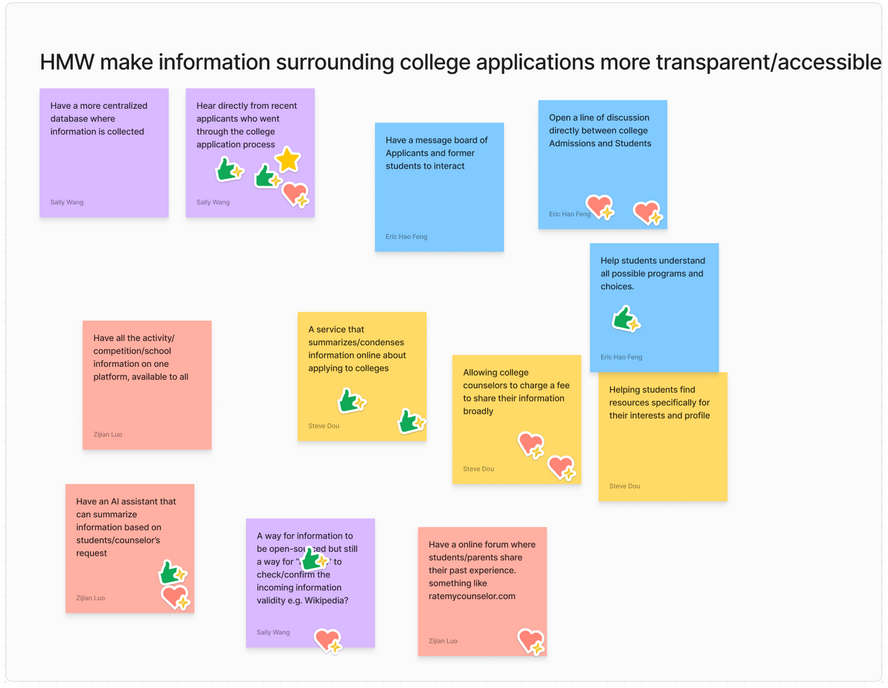 HMW make information surrounding college applications more transparent/accessible
Have a more centralized
database where
information is collected
Sally Wang
Hear directly from recent
applicants who went
through the college
application process
Sally Wang
Have a message board of
Applicants and former
students to interact
Eric Hao Feng
Open a line of discussion
directly between college
Admissions and Students
Eric Hao Feng
Help students understand
all possible programs and
choices.
Eric Hao Feng
Have all the activity/
competition/school
information on one
platform, available to all
Zijian Luo
A service that
summarizes/condenses
information online about
applying to colleges
Steve Dou
Allowing college
counselors to charge a fee
to share their information
broadly
Steve Dou
Helping students find
resources specifically for
their interests and profile
Steve Dou
Have an AI assistant that
can summarize
information based on
students/counselor's
request
Zijian Luo
A way for information to
be open-sourced but still
a way for to
check/confirm the
incoming information
validity e.g. Wikipedia?
Sally Wang
Have a online forum where
students/parents share
their past experience.
something like
ratemycounselor.com
Zijian Luo